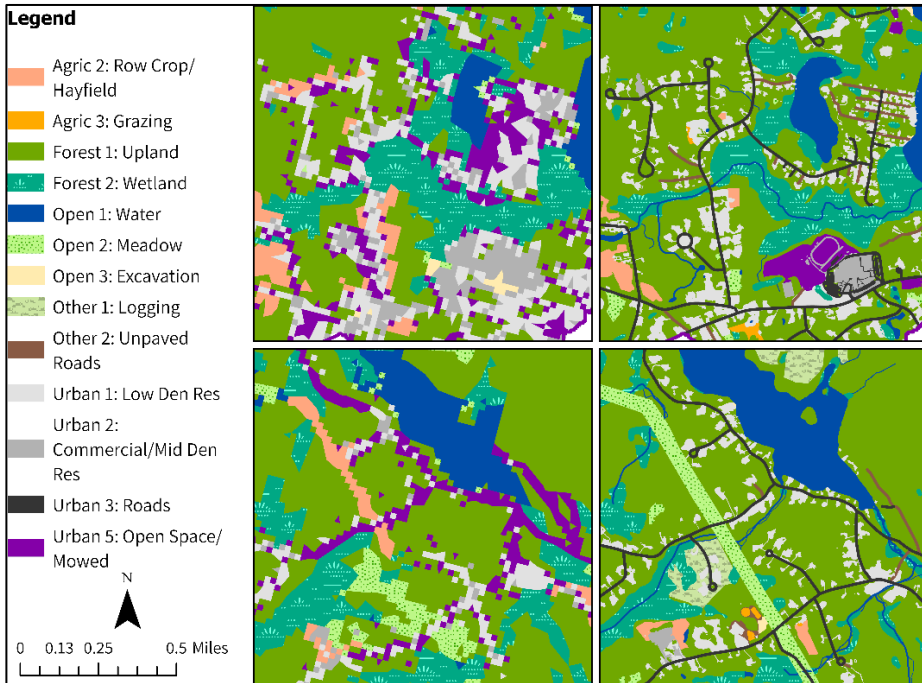 Legend
Agric 2: Row Crop/
Hayfield
Agric 3: Grazing
Forest 1: Upland
Forest 2: Wetland
Open 1: Water
Open 2: Meadow
Open 3: Excavation
Other 1: Logging
Other 2: Unpaved
Roads
Urban 1: Low Den Res
Urban 2:
Commercial/Mid Den
Res
Urban 3: Roads
Urban 5: Open Space/
Mowed
N
0 0.13 0.25 0.5 Miles